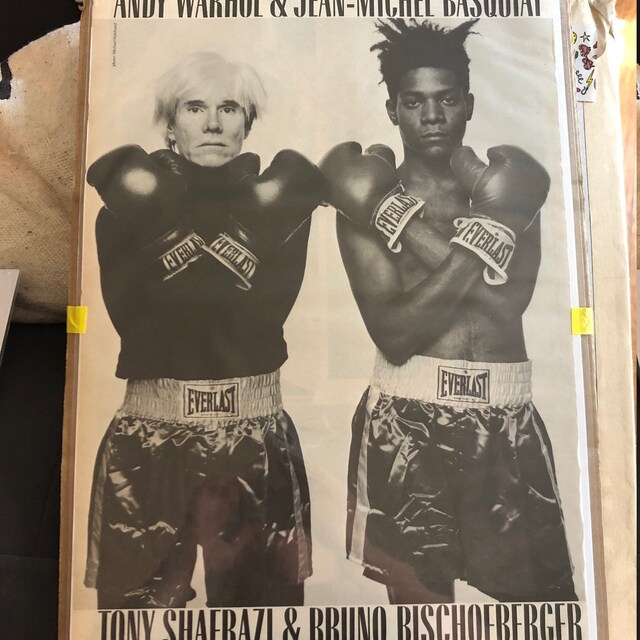 ANDY WARHOL & JEAN-MICHEL BASQUIAT
EVERLAST
EVERLAST
EVERLAST
EVERLAST
EVERLAST
EVERLAST
TONY SHAFRAZI & BRUNO BISCHOFBERGER